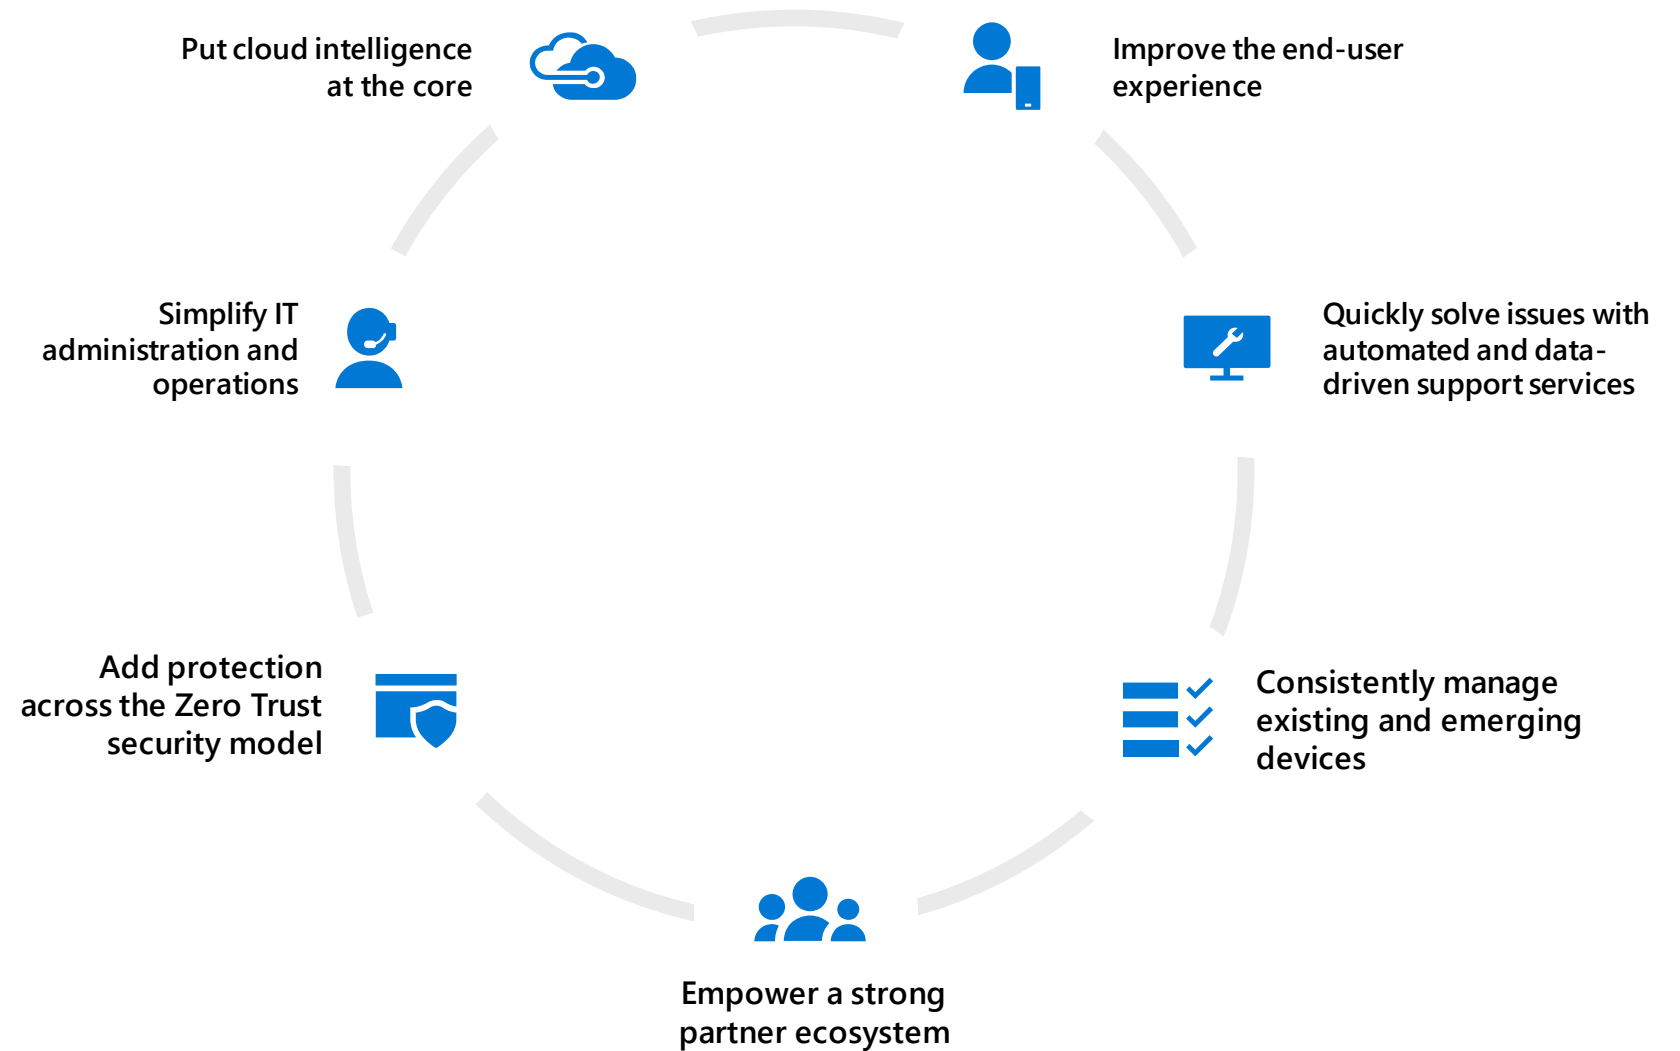 Put cloud intelligence
at the core
Improve the end-user
experience
Simplify IT
administration and
operations
Quickly solve issues with
automated and data-
driven support services
Add protection
across the Zero Trust
security model
Consistently manage
existing and emerging
devices
Empower a strong
partner ecosystem